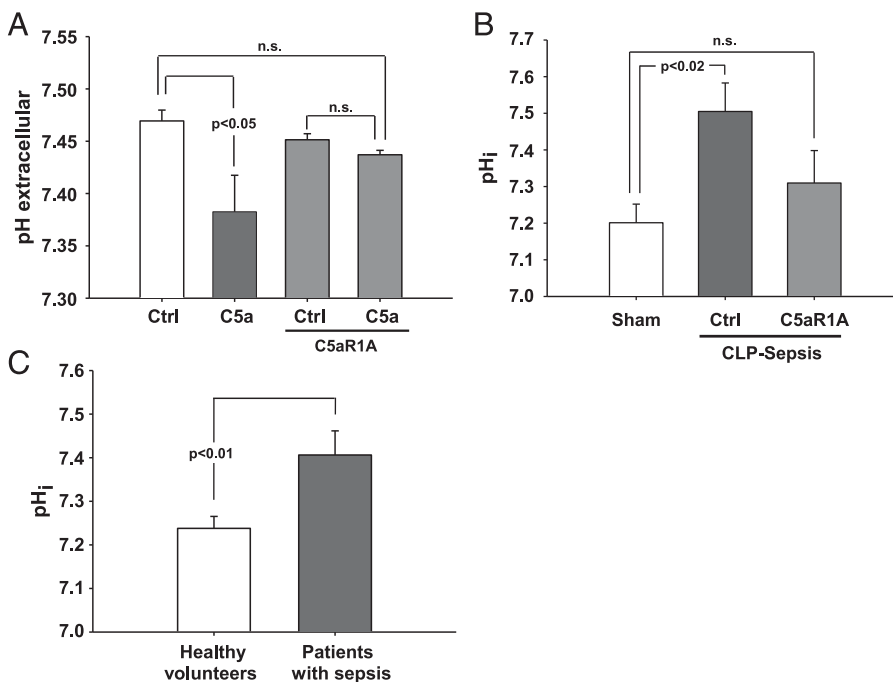 A
pH extracellular
7.55
7.50
7.45
7.40
7.35
7.30
n.s.
p<0.05
n.s.
Ctrl C5a Ctrl C5a
C5aR1A
B
pHi
7.7
7.6
7.5
7.4
7.3
7.2
7.1
7.0
n.s.
p<0.02
Sham Ctrl C5aR1A
CLP-Sepsis
C
pHi
7.6
7.5
7.4
7.3
7.2
7.1
7.0
p<0.01
Healthy Patients
volunteers with sepsis